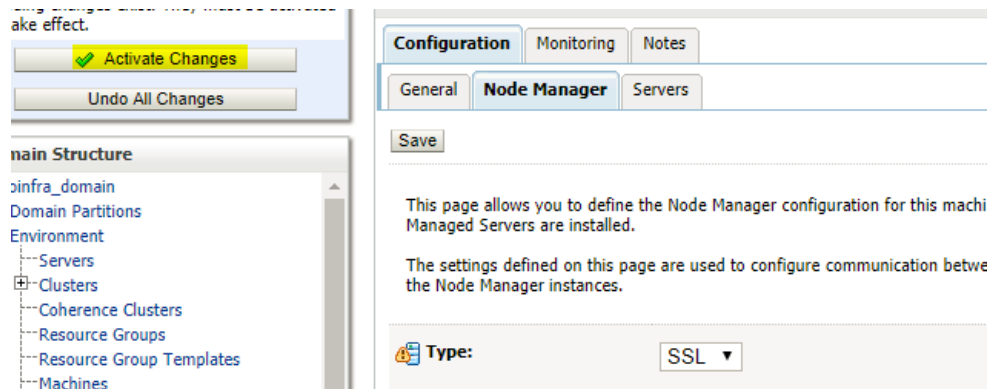 ake effect.
Activate Changes
Undo All Changes
main Structure
oinfra_domain
Domain Partitions
Environment
Servers
Clusters
Coherence Clusters
Resource Groups
Resource Group Templates
Machines
Configuration Monitoring Notes
General Node Manager Servers
Save
This page allows you to define the Node Manager configuration for this machi
Managed Servers are installed.
The settings defined on this page are used to configure communication betwe
the Node Manager instances.
Type: SSL